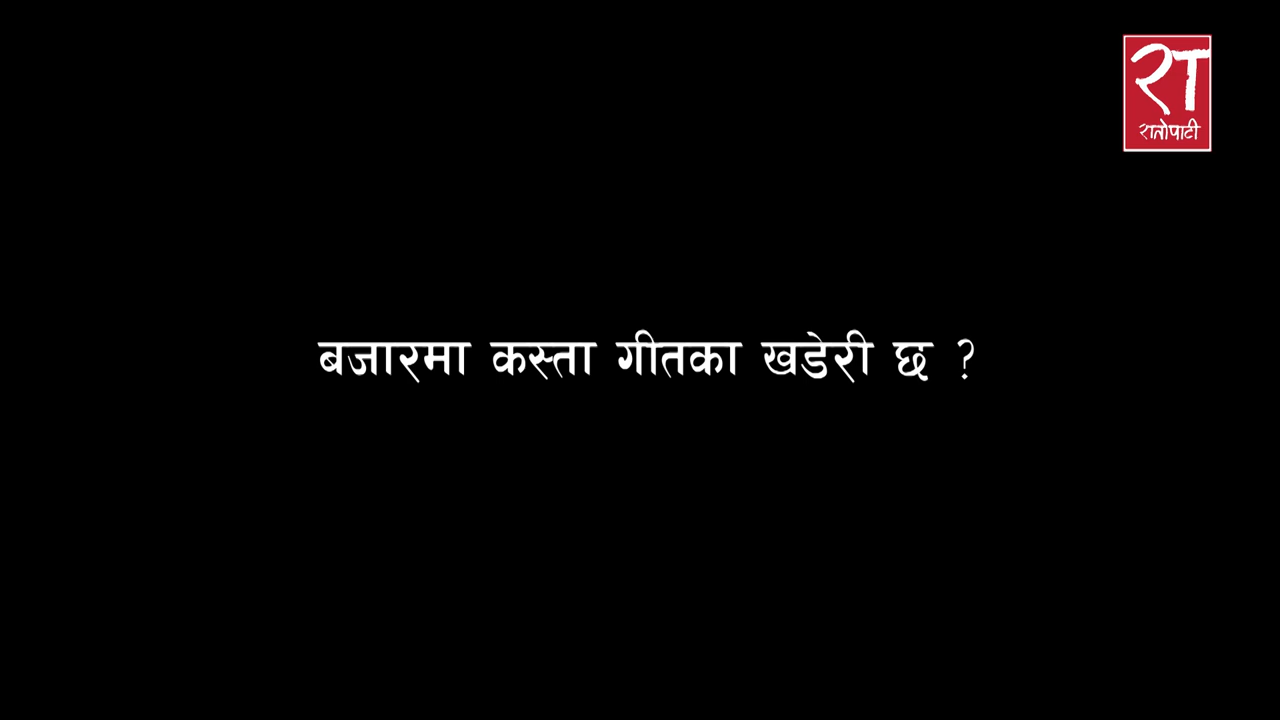 रा
रातोपाटी
बजारमा कस्ता गीतका खडेरी छ ?